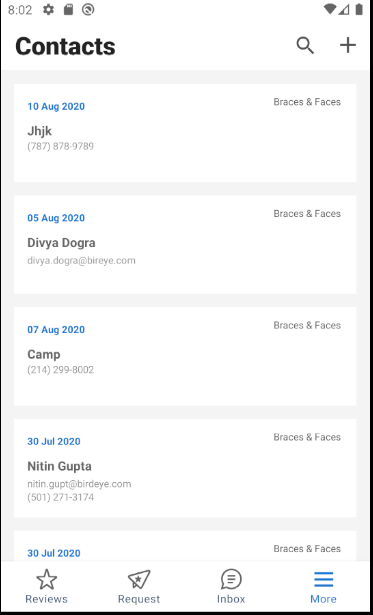 8:02
Contacts
10 Aug 2020
Braces & Faces
Jhjk
(787) 878-9789
05 Aug 2020
Braces & Faces
Divya Dogra
divya.dogra@bireye.com
07 Aug 2020
Braces & Faces
Camp
(214) 299-8002
30 Jul 2020
Braces & Faces
Nitin Gupta
nitin.gupt@birdeye.com
(501) 271-3174
30 Jul 2020
Braces & Faces
Reviews
Request
Inbox
More